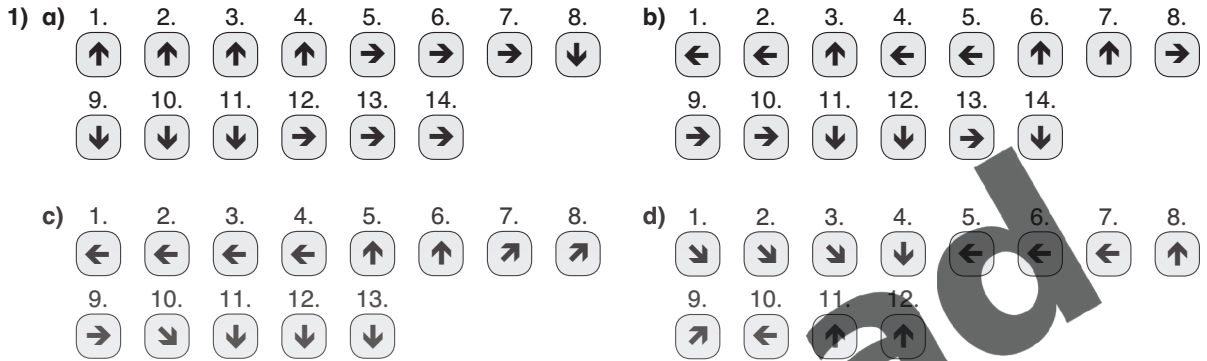 1) a) 1. 2. 3. 4. 5. 6. 7. 8.
↑ ↑ ↑ ↑ → → → ↓
9. 10. 11. 12. 13. 14.
↓ ↓ ↓ → → →
b) 1. 2. 3. 4. 5. 6. 7. 8.
← ← ↑ ← ← ↑ ↑ →
9. 10. 11. 12. 13. 14.
→ → ↓ ↓ → ↓
c) 1. 2. 3. 4. 5. 6. 7. 8.
← ← ← ← ↑ ↑ ↗ ↗
9. 10. 11. 12. 13.
→ ↘ ↓ ↓ ↓
d) 1. 2. 3. 4. 5. 6. 7. 8.
↘ ↘ ↘ ↓ ← ← ← ↑
9. 10. 11. 12.
↗ ← ↑ ↑
ad